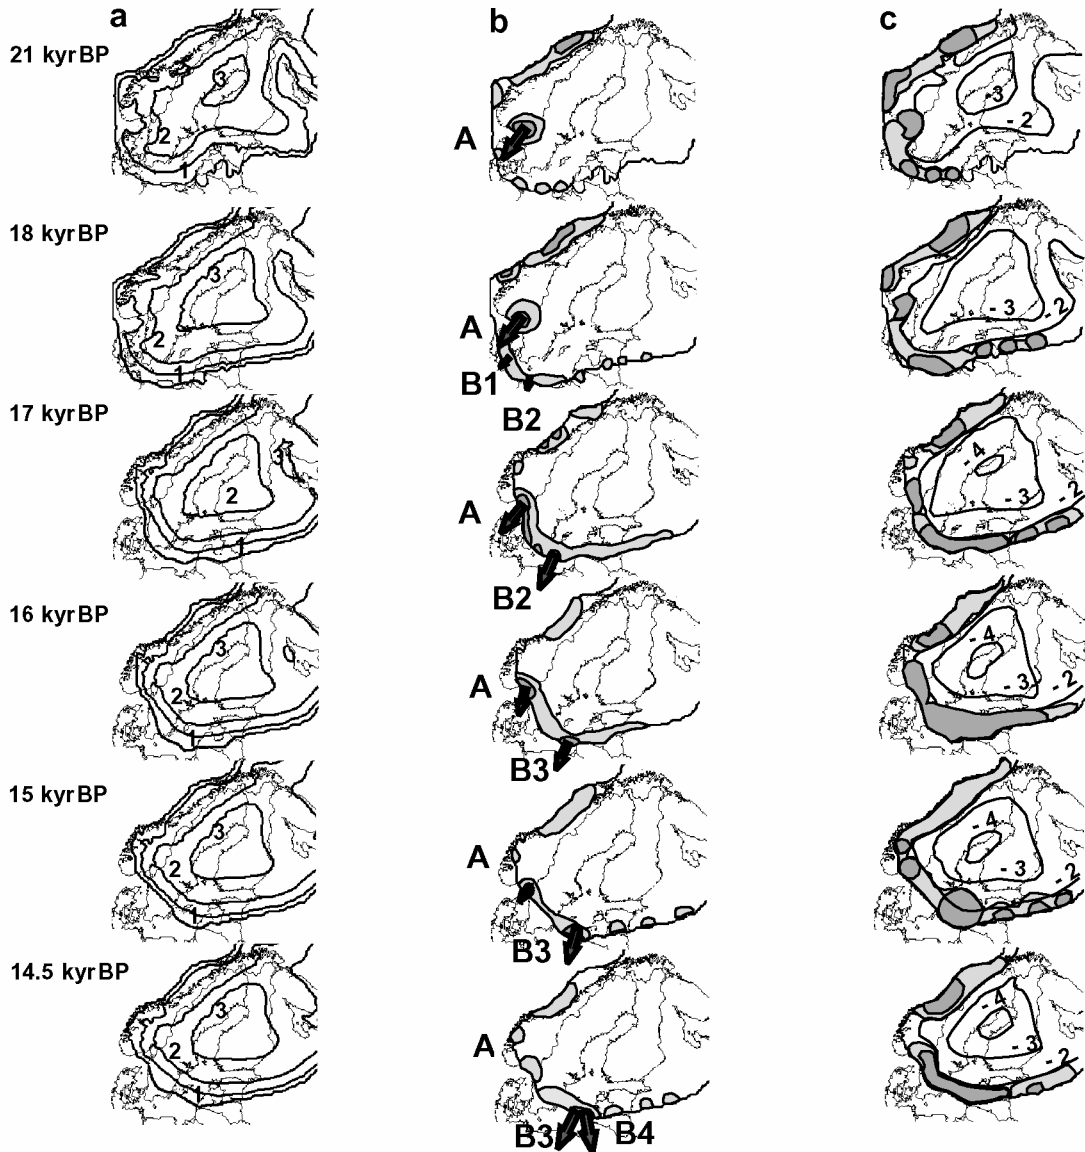 a b c
21 kyr BP
3 2 1
A
- 3 - 2
18 kyr BP
3 2 1
A B1 B2
- 3 - 2
17 kyr BP
2 1 1
A B2
- 4 - 3 - 2
16 kyr BP
3 2 1
A B3
- 4 - 3 - 2
15 kyr BP
3 2 1
A B3
- 4 - 3 - 2
14.5 kyr BP
3 2 1
A B3 B4
- 4 - 3 - 2